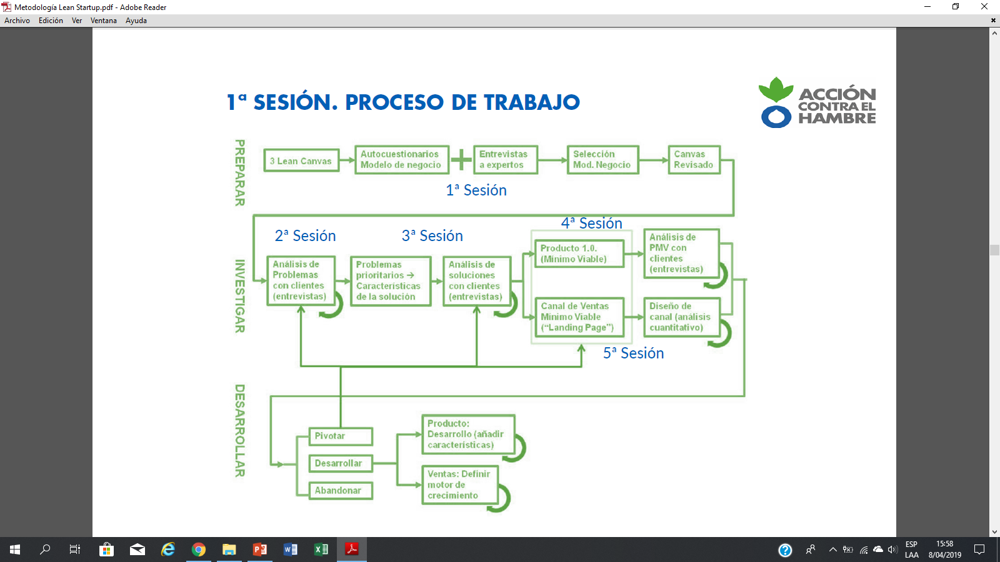 Metodología Lean Startup.pdf - Adobe Reader
Archivo Edición Ver Ventana Ayuda
1ª SESIÓN. PROCESO DE TRABAJO
ACCIÓN
CONTRA EL
HAMBRE
PREPARAR
3 Lean Canvas
Autocuestionarios
Modelo de negocio
Entrevistas
a expertos
Selección
Mod. Negocio
Canvas
Revisado
1ª Sesión
INVESTIGAR
2ª Sesión
3ª Sesión
4ª Sesión
Análisis de
Problemas
con clientes
(entrevistas)
Problemas
prioritarios →
Características
de la solución
Análisis de
soluciones
con clientes
(entrevistas)
Producto 1.0.
(Mínimo Viable)
Análisis de
PMV con
clientes
(entrevistas)
Canal de Ventas
Mínimo Viable
("Landing Page")
Diseño de
canal (análisis
cuantitativo)
5ª Sesión
DESARROLLAR
Pivotar
Desarrollar
Abandonar
Producto:
Desarrollo (añadir
características)
Ventas: Definir
motor de
crecimiento
ESP
LAA
15:58
8/04/2019